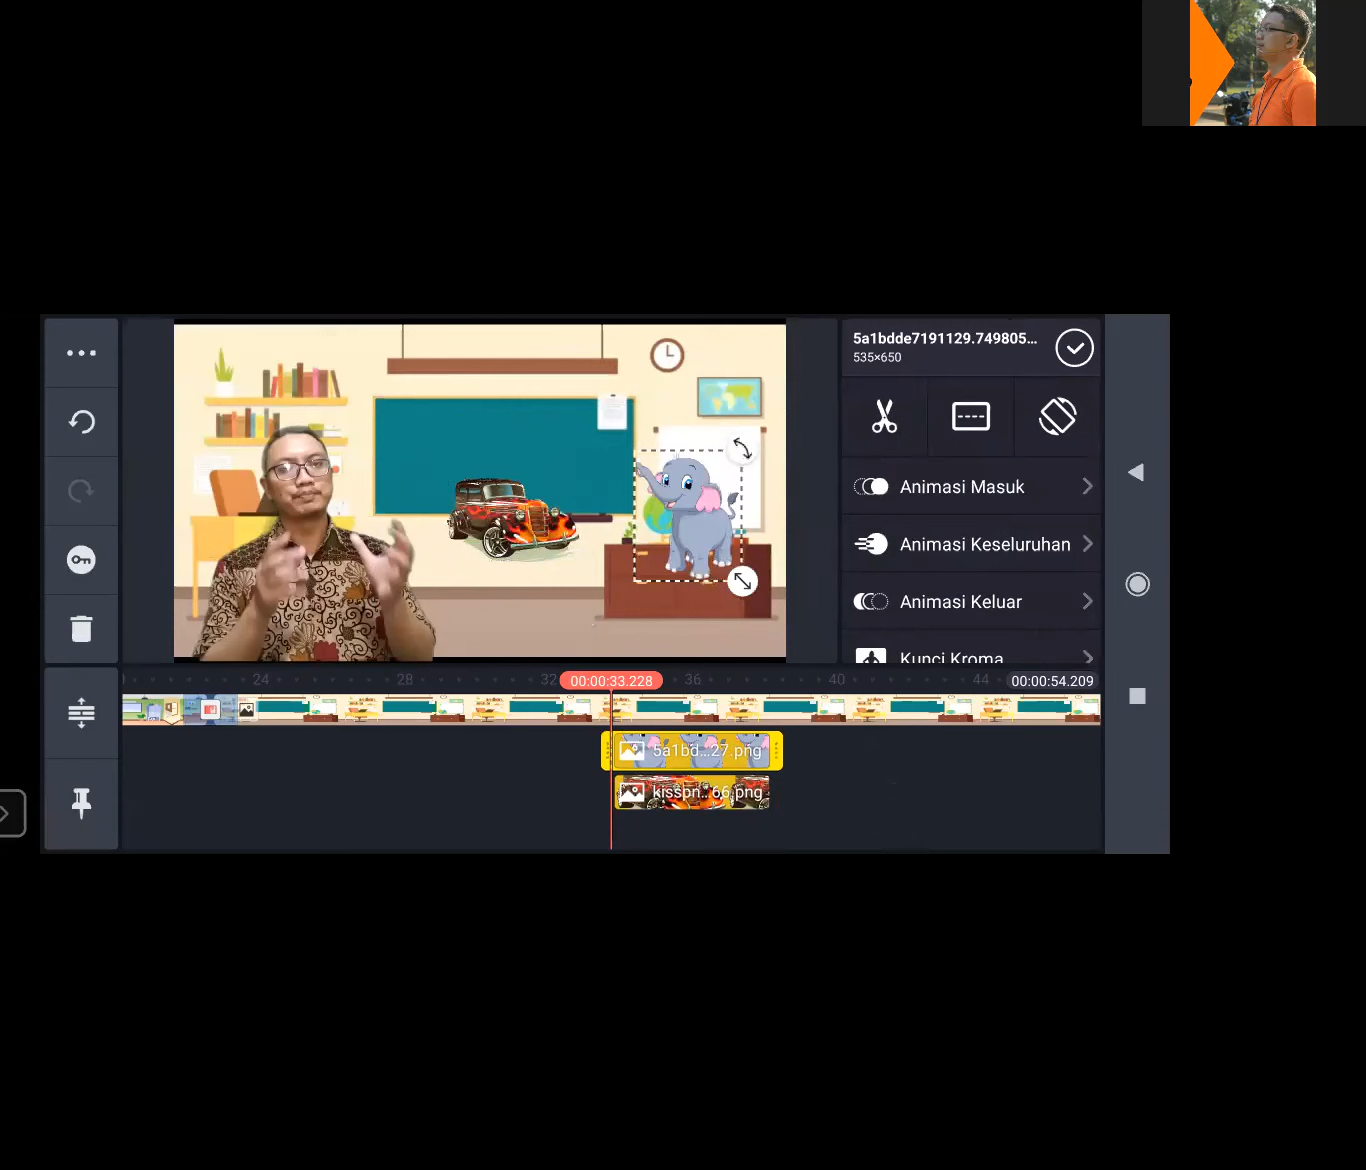 5a1bdde7191129.749805...
535×650
Animasi Masuk
Animasi Keseluruhan
Animasi Keluar
Kunci Kroma
24
28
32
00:00:33.228
36
40
44
00:00:54.209
5a1bd...27.png
kisspn...66.png